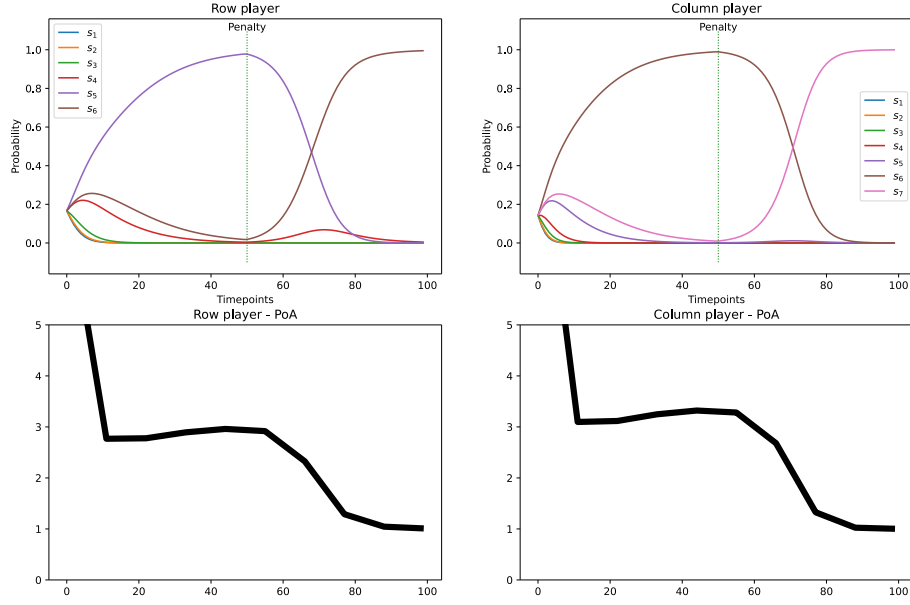 Row player
Penalty
s1
s2
s3
s4
s5
s6
Probability
1.0
0.8
0.6
0.4
0.2
0.0
0 20 40 60 80 100
Timepoints
Column player
Penalty
s1
s2
s3
s4
s5
s6
s7
Probability
1.0
0.8
0.6
0.4
0.2
0.0
0 20 40 60 80 100
Timepoints
Row player - PoA
5
4
3
2
1
0
0 20 40 60 80 100
Column player - PoA
5
4
3
2
1
0
0 20 40 60 80 100